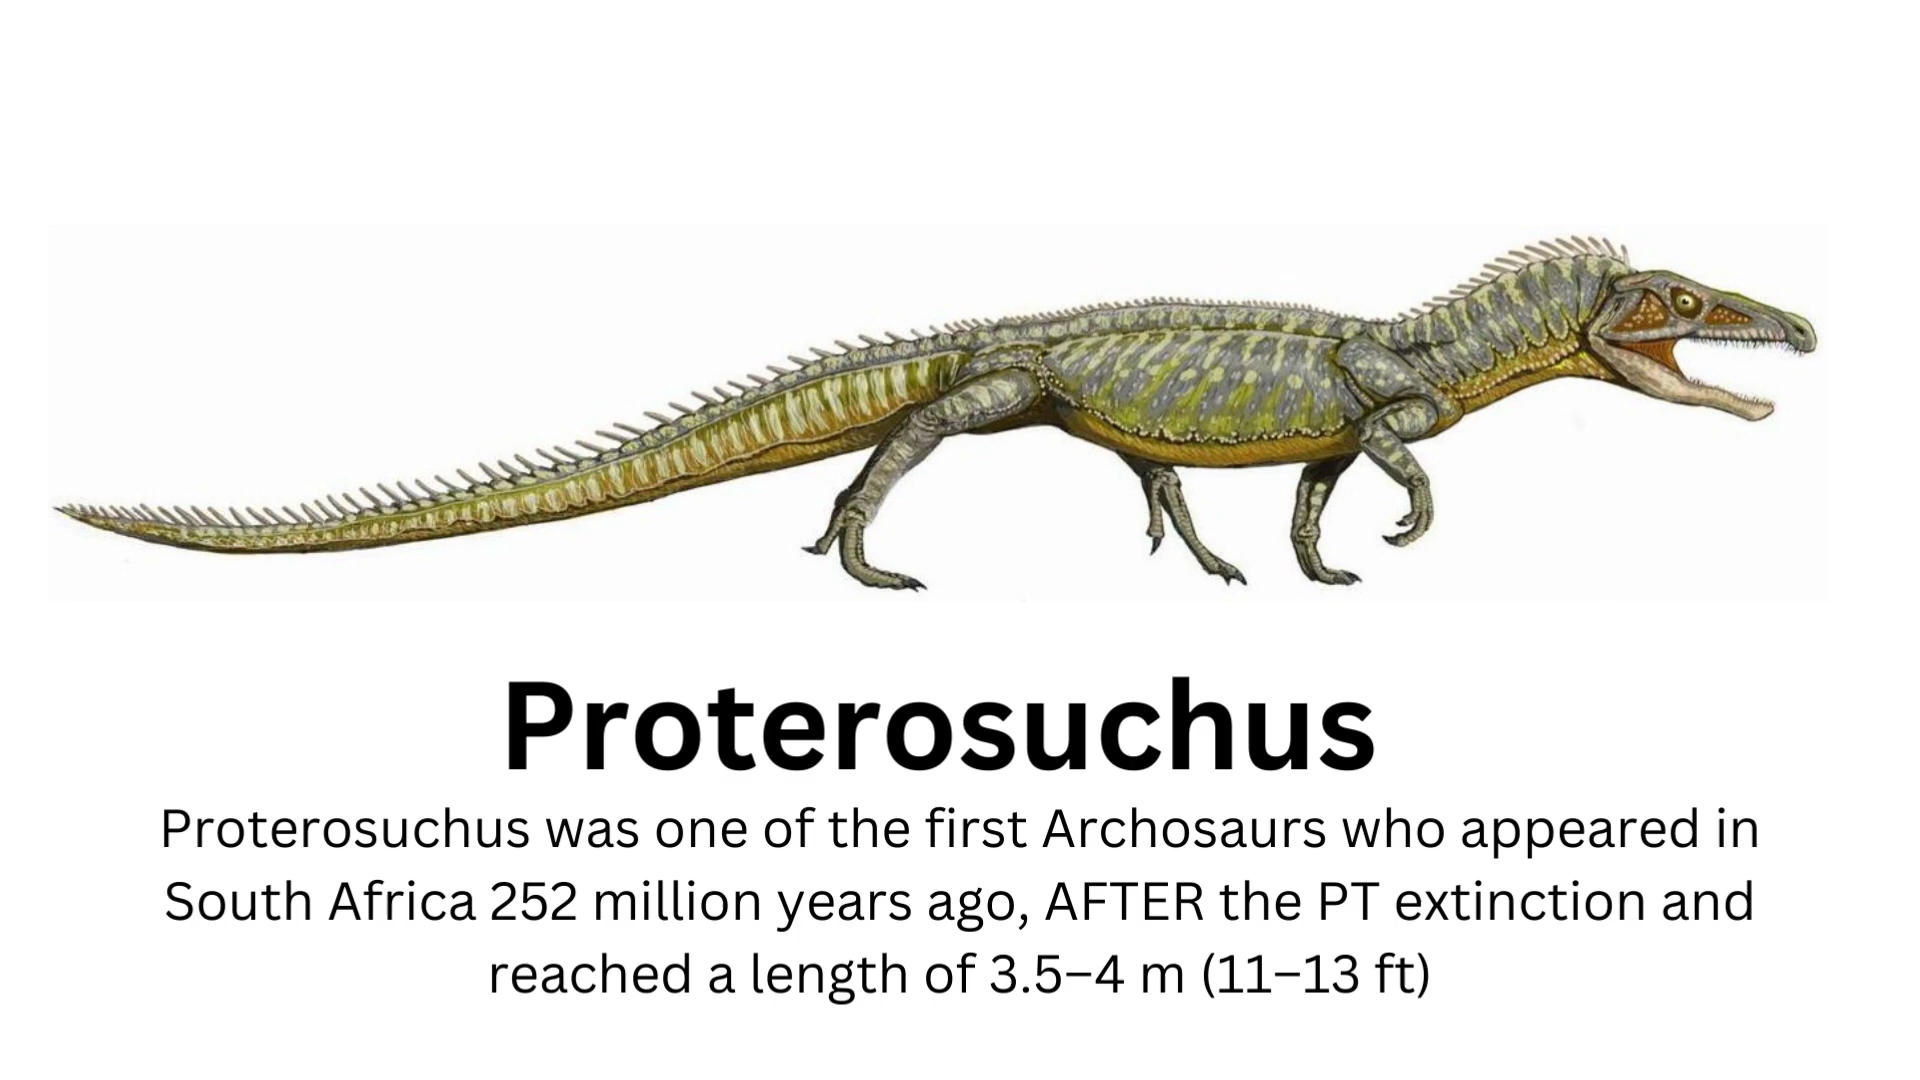 Proterosuchus
Proterosuchus was one of the first Archosaurs who appeared in
South Africa 252 million years ago, AFTER the PT extinction and
reached a length of 3.5–4 m (11–13 ft)